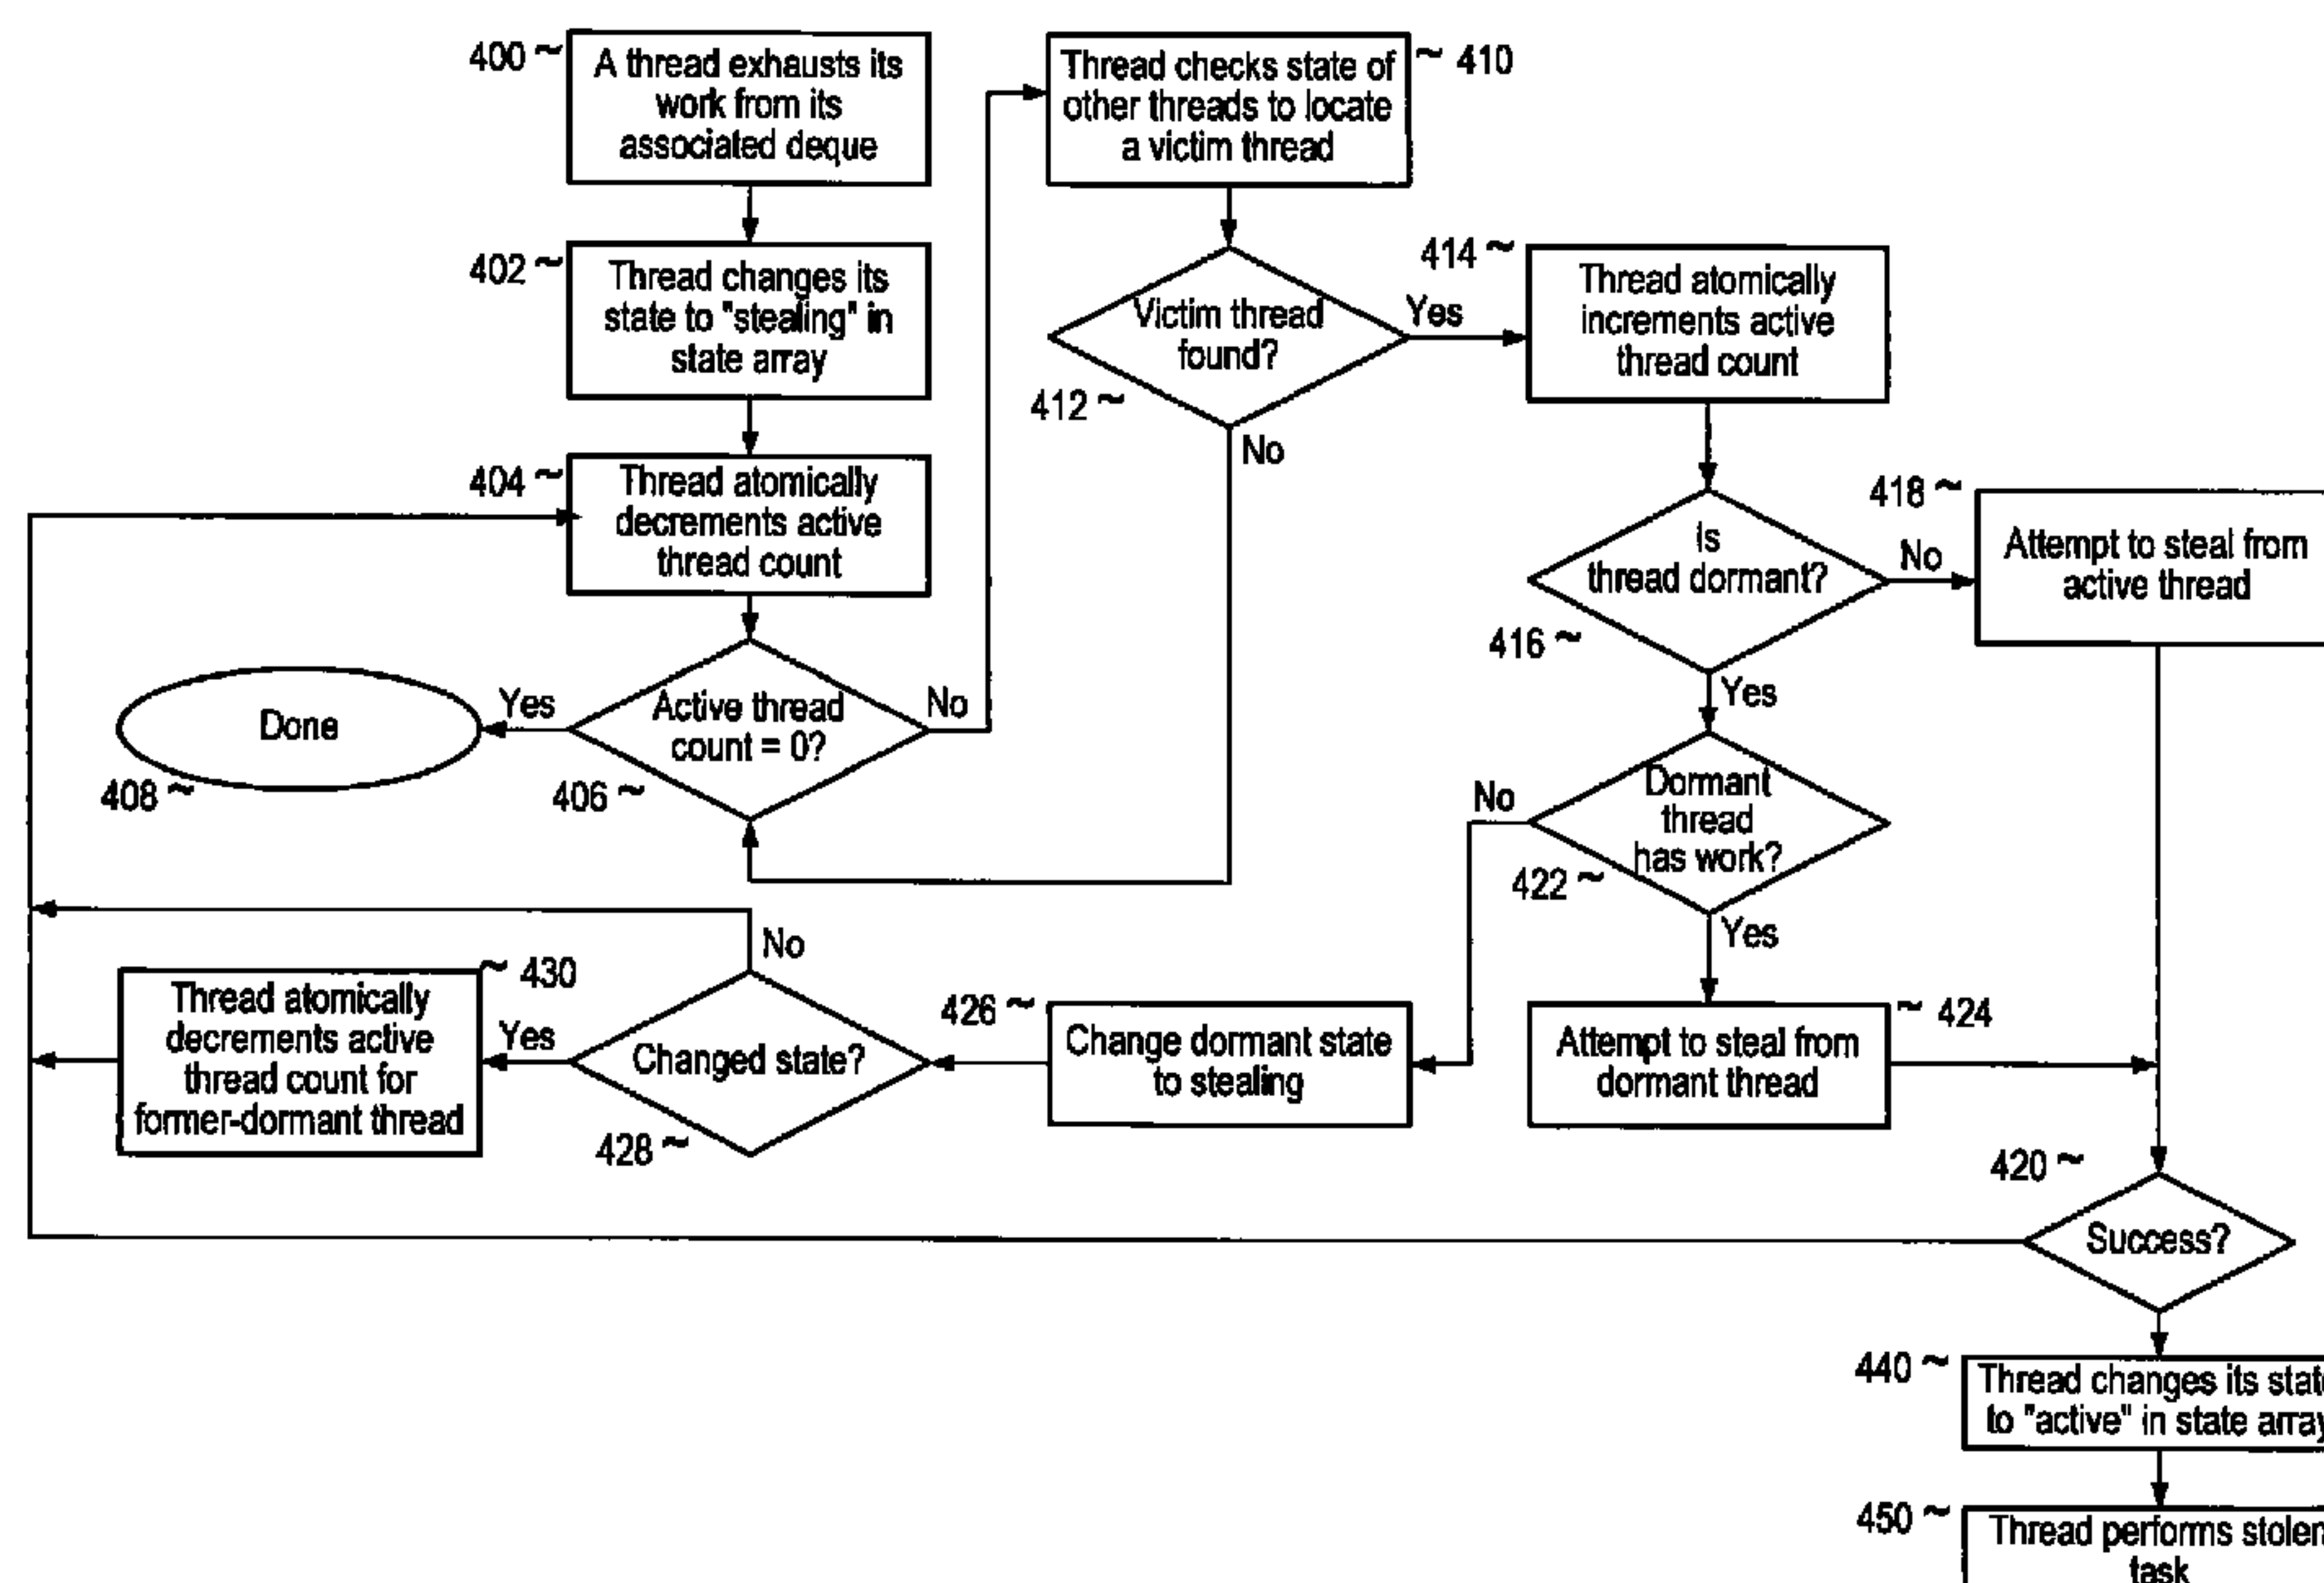 400 ~
A thread exhausts its
work from its
associated deque
402 ~
Thread changes its
state to "stealing" in
state array
404 ~
Thread atomically
decrements active
thread count
Active thread
count = 0?
406 ~
Yes
No
Done
408 ~
~ 410
Thread checks state of
other threads to locate
a victim thread
Victim thread
found?
412 ~
Yes
No
414 ~
Thread atomically
increments active
thread count
Is
thread dormant?
416 ~
No
Yes
418 ~
Attempt to steal from
active thread
Dormant
thread
has work?
422 ~
No
Yes
~ 424
Attempt to steal from
dormant thread
426 ~
Change dormant state
to stealing
Changed state?
428 ~
No
Yes
~ 430
Thread atomically
decrements active
thread count for
former-dormant thread
420 ~
Success?
440 ~
Thread changes its
to "active" in state
450 ~
Thread performs
task